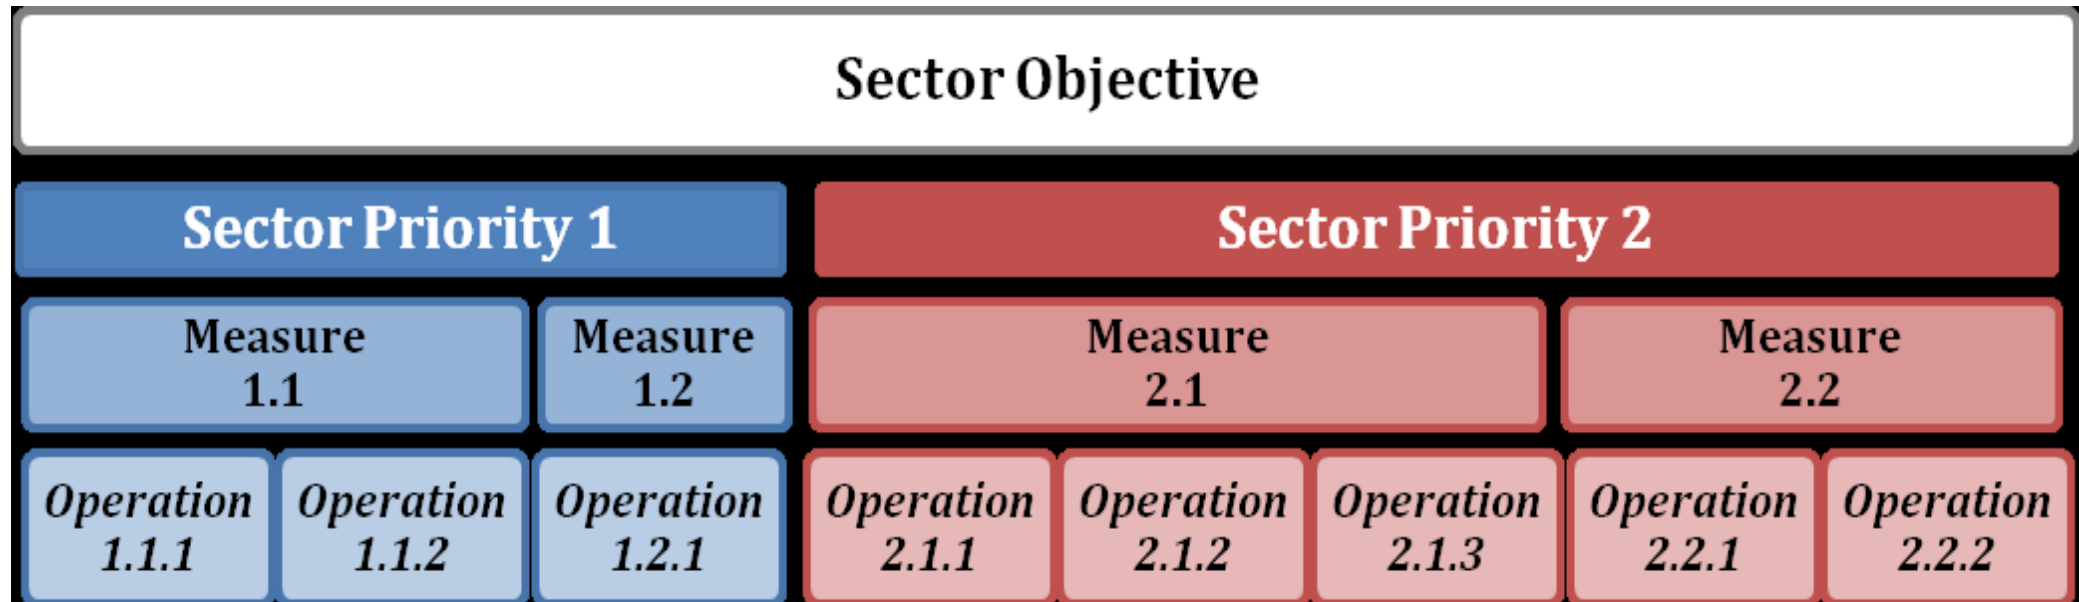 Sector Objective
Sector Priority 1
Sector Priority 2
Measure
1.1
Measure
1.2
Measure
2.1
Measure
2.2
Operation
1.1.1
Operation
1.1.2
Operation
1.2.1
Operation
2.1.1
Operation
2.1.2
Operation
2.1.3
Operation
2.2.1
Operation
2.2.2